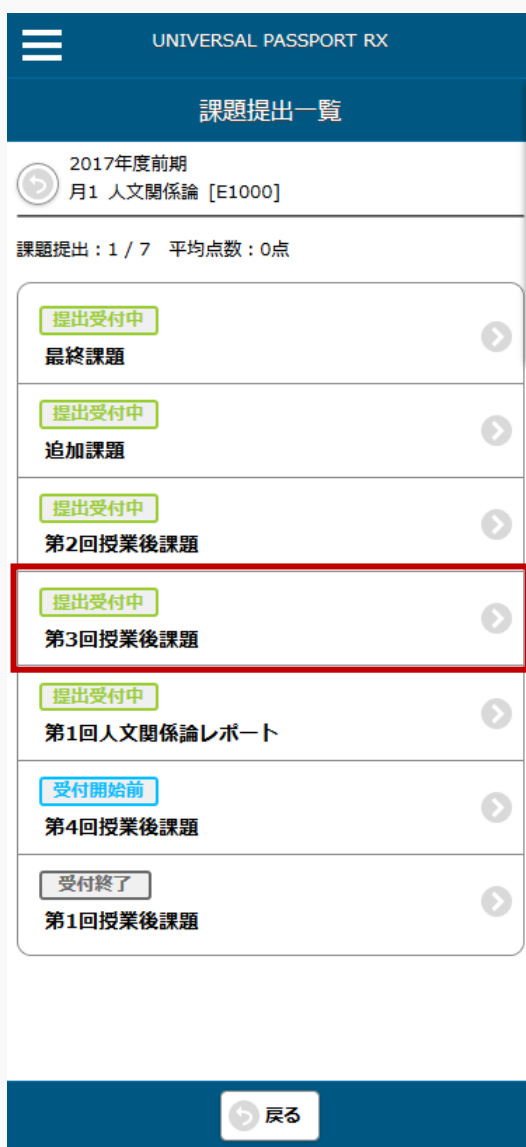 UNIVERSAL PASSPORT RX
課題提出一覧
2017年度前期
月1 人文関係論 [E1000]
課題提出：1 / 7 平均点数：0点
提出受付中
最終課題
提出受付中
追加課題
提出受付中
第2回授業後課題
提出受付中
第3回授業後課題
提出受付中
第1回人文関係論レポート
受付開始前
第4回授業後課題
受付終了
第1回授業後課題
戻る